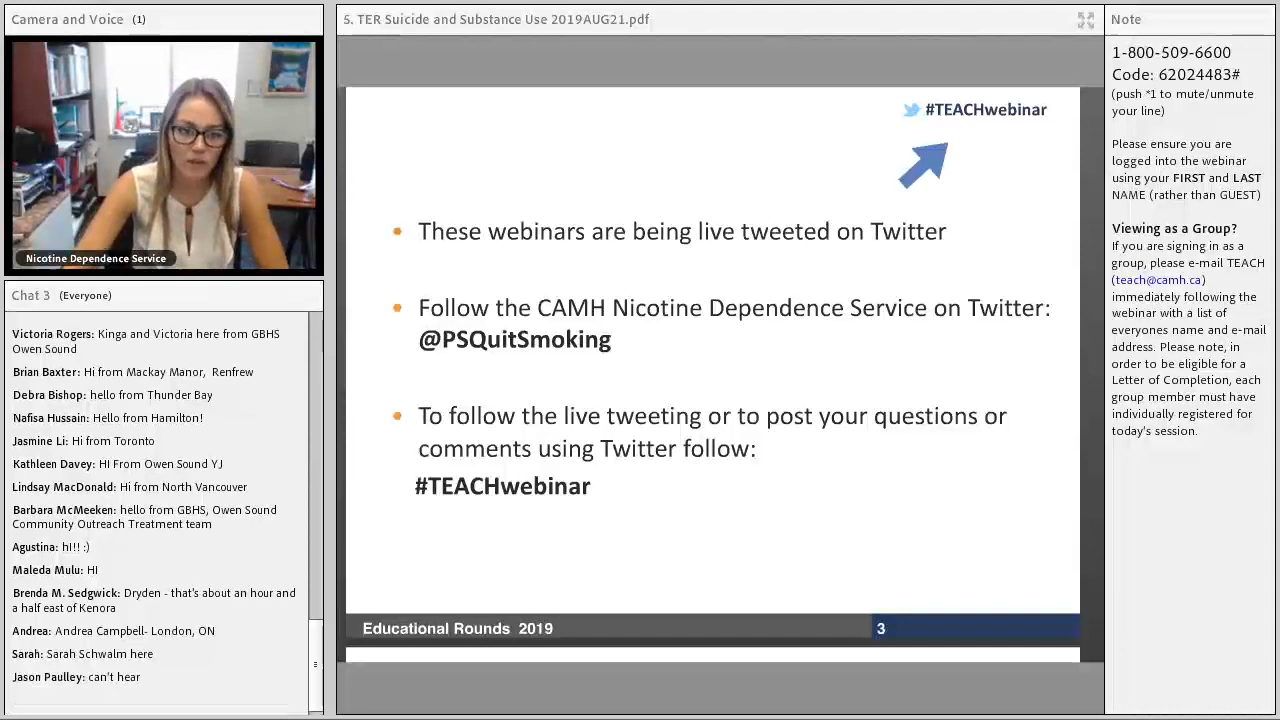 Camera and Voice (1)
Nicotine Dependence Service
Chat 3 (Everyone)
Victoria Rogers: Kinga and Victoria here from GBHS
Owen Sound
Brian Baxter: Hi from Mackay Manor, Renfrew
Debra Bishop: hello from Thunder Bay
Nafisa Hussain: Hello from Hamilton!
Jasmine Li: Hi from Toronto
Kathleen Davey: HI From Owen Sound YJ
Lindsay MacDonald: Hi from North Vancouver
Barbara McMeeken: hello from GBHS, Owen Sound
Community Outreach Treatment team
Agustina: hI!! :)
Maleda Mulu: HI
Brenda M. Sedgwick: Dryden - that's about an hour and
a half east of Kenora
Andrea: Andrea Campbell- London, ON
Sarah: Sarah Schwalm here
Jason Paulley: can't hear
5. TER Suicide and Substance Use 2019AUG21.pdf
#TEACHwebinar
• These webinars are being live tweeted on Twitter
• Follow the CAMH Nicotine Dependence Service on Twitter:
@PSQuitSmoking
• To follow the live tweeting or to post your questions or
comments using Twitter follow:
#TEACHwebinar
Educational Rounds 2019
3
Note
1-800-509-6600
Code: 62024483#
(push *1 to mute/unmute
your line)
Please ensure you are
logged into the webinar
using your FIRST and LAST
NAME (rather than GUEST)
Viewing as a Group?
If you are signing in as a
group, please e-mail TEACH
(teach@camh.ca)
immediately following the
webinar with a list of
everyones name and e-mail
address. Please note, in
order to be eligible for a
Letter of Completion, each
group member must have
individually registered for
today's session.